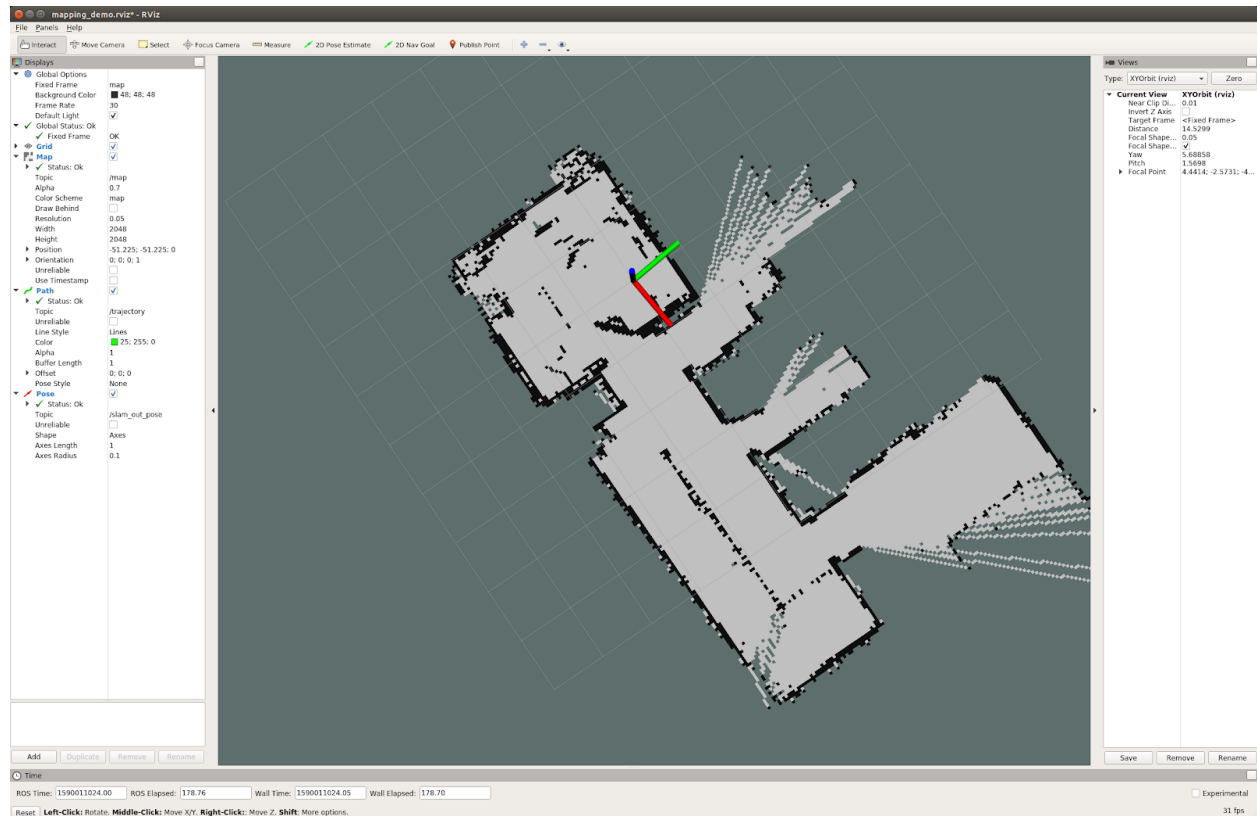 mapping_demo.rviz* - RViz
File Panels Help
Interact Move Camera Select Focus Camera Measure 2D Pose Estimate 2D Nav Goal Publish Point
Displays
Global Options
Fixed Frame map
Background Color 48; 48; 48
Frame Rate 30
Default Light
Global Status: Ok
Fixed Frame OK
Grid
Map
Status: Ok
Topic /map
Alpha 0.7
Color Scheme map
Draw Behind
Resolution 0.05
Width 2048
Height 2048
Position -51.225; -51.225; 0
Orientation 0; 0; 0; 1
Unreliable
Use Timestamp
Path
Status: Ok
Topic /trajectory
Unreliable
Line Style Lines
Color 25; 255; 0
Alpha 1
Buffer Length 1
Offset 0; 0; 0
Pose Style None
Pose
Status: Ok
Topic /slam_out_pose
Unreliable
Shape Axes
Axes Length 1
Axes Radius 0.1
Add Duplicate Remove Rename
Views
Type: XYOrbit (rviz) Zero
Current View XYOrbit (rviz)
Near Clip Di... 0.01
Invert Z Axis
Target Frame <Fixed Frame>
Distance 14.5299
Focal Shape... 0.05
Focal Shape...
Yaw 5.68858
Pitch 1.5698
Focal Point 4.4414; -2.5731; -4...
Save Remove Rename
Time
ROS Time: 1590011024.00 ROS Elapsed: 178.76 Wall Time: 1590011024.05 Wall Elapsed: 178.70 Experimental
Reset Left-Click: Rotate. Middle-Click: Move X/Y. Right-Click:: Move Z. Shift: More options. 31 fps